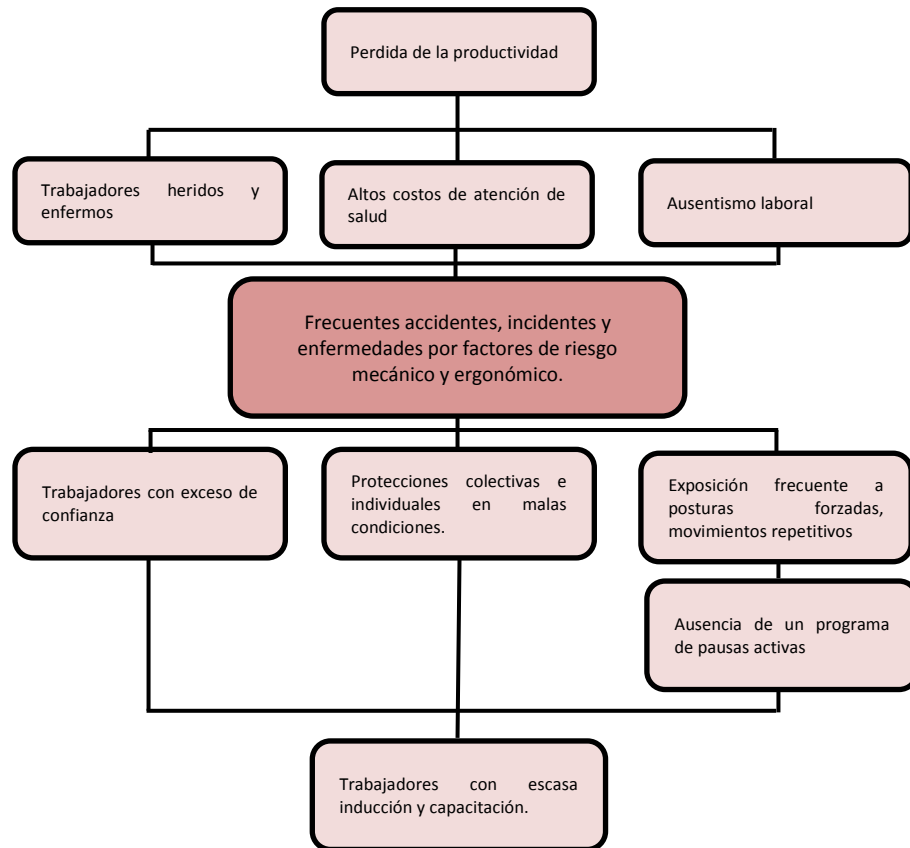 Perdida de la productividad
Trabajadores heridos y
enfermos
Altos costos de atención de
salud
Ausentismo laboral
Frecuentes accidentes, incidentes y
enfermedades por factores de riesgo
mecánico y ergonómico.
Trabajadores con exceso de
confianza
Protecciones colectivas e
individuales en malas
condiciones.
Exposición frecuente a
posturas forzadas,
movimientos repetitivos
Ausencia de un programa
de pausas activas
Trabajadores con escasa
inducción y capacitación.